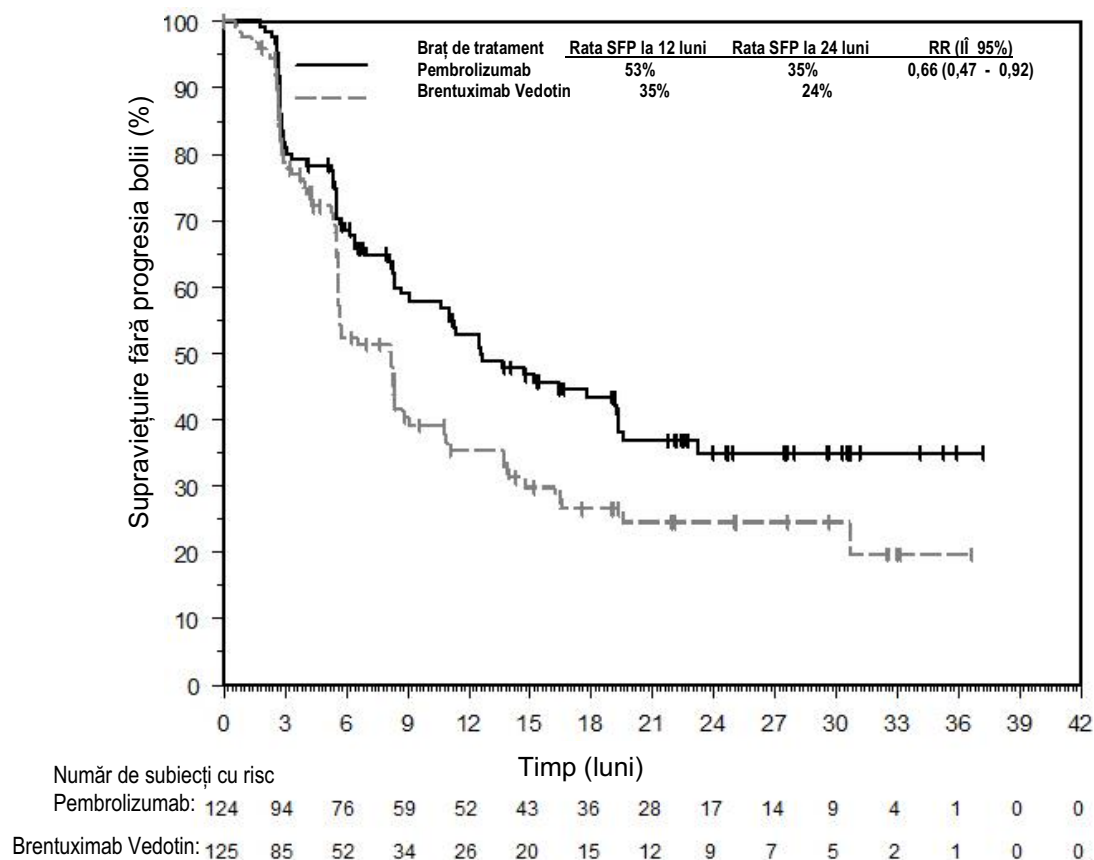 Braț de tratament Rata SFP la 12 luni Rata SFP la 24 luni RR (IÎ 95%)
Pembrolizumab 53% 35% 0,66 (0,47 - 0,92)
Brentuximab Vedotin 35% 24%
Supraviețuire fără progresia bolii (%)
100
90
80
70
60
50
40
30
20
10
0
0 3 6 9 12 15 18 21 24 27 30 33 36 39 42
Timp (luni)
Număr de subiecți cu risc
Pembrolizumab: 124 94 76 59 52 43 36 28 17 14 9 4 1 0 0
Brentuximab Vedotin: 125 85 52 34 26 20 15 12 9 7 5 2 1 0 0